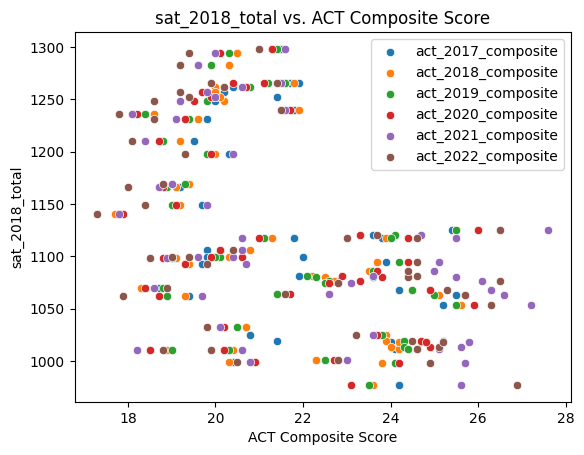 sat_2018_total vs. ACT Composite Score
1300
1250
1200
1150
1100
1050
1000
sat_2018_total
act_2017_composite
act_2018_composite
act_2019_composite
act_2020_composite
act_2021_composite
act_2022_composite
18 20 22 24 26 28
ACT Composite Score